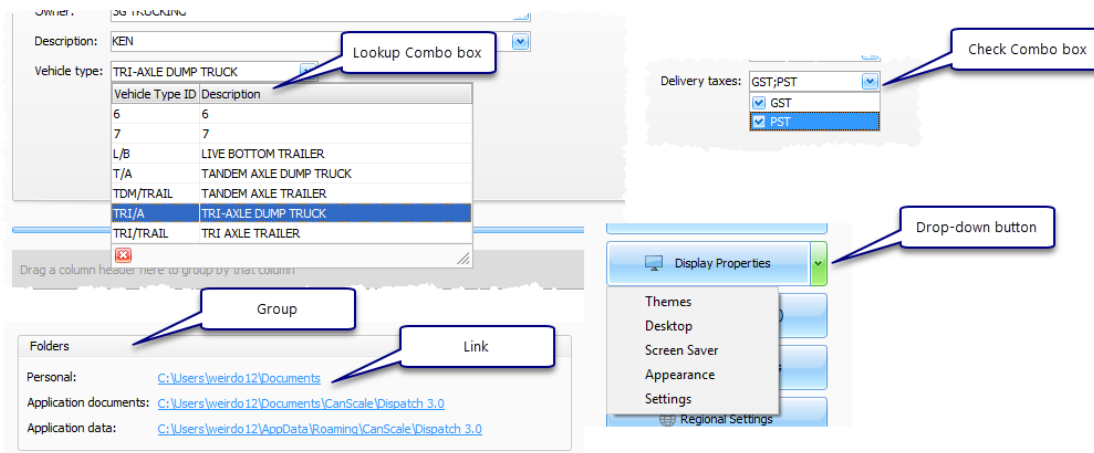 Owner: SG TRUCKING
Description: KEN
Lookup Combo box
Vehicle type: TRI-AXLE DUMP TRUCK
Vehicle Type ID Description
6 6
7 7
L/B LIVE BOTTOM TRAILER
T/A TANDEM AXLE DUMP TRUCK
TDM/TRAIL TANDEM AXLE TRAILER
TRI/A TRI-AXLE DUMP TRUCK
TRI/TRAIL TRI AXLE TRAILER
Drag a column header here to group by that column
Check Combo box
Delivery taxes: GST;PST
GST
PST
Drop-down button
Display Properties
Themes
Desktop
Screen Saver
Appearance
Settings
Regional Settings
Group
Link
Folders
Personal: C:\Users\weirdo12\Documents
Application documents: C:\Users\weirdo12\Documents\CanScale\Dispatch 3.0
Application data: C:\Users\weirdo12\AppData\Roaming\CanScale\Dispatch 3.0